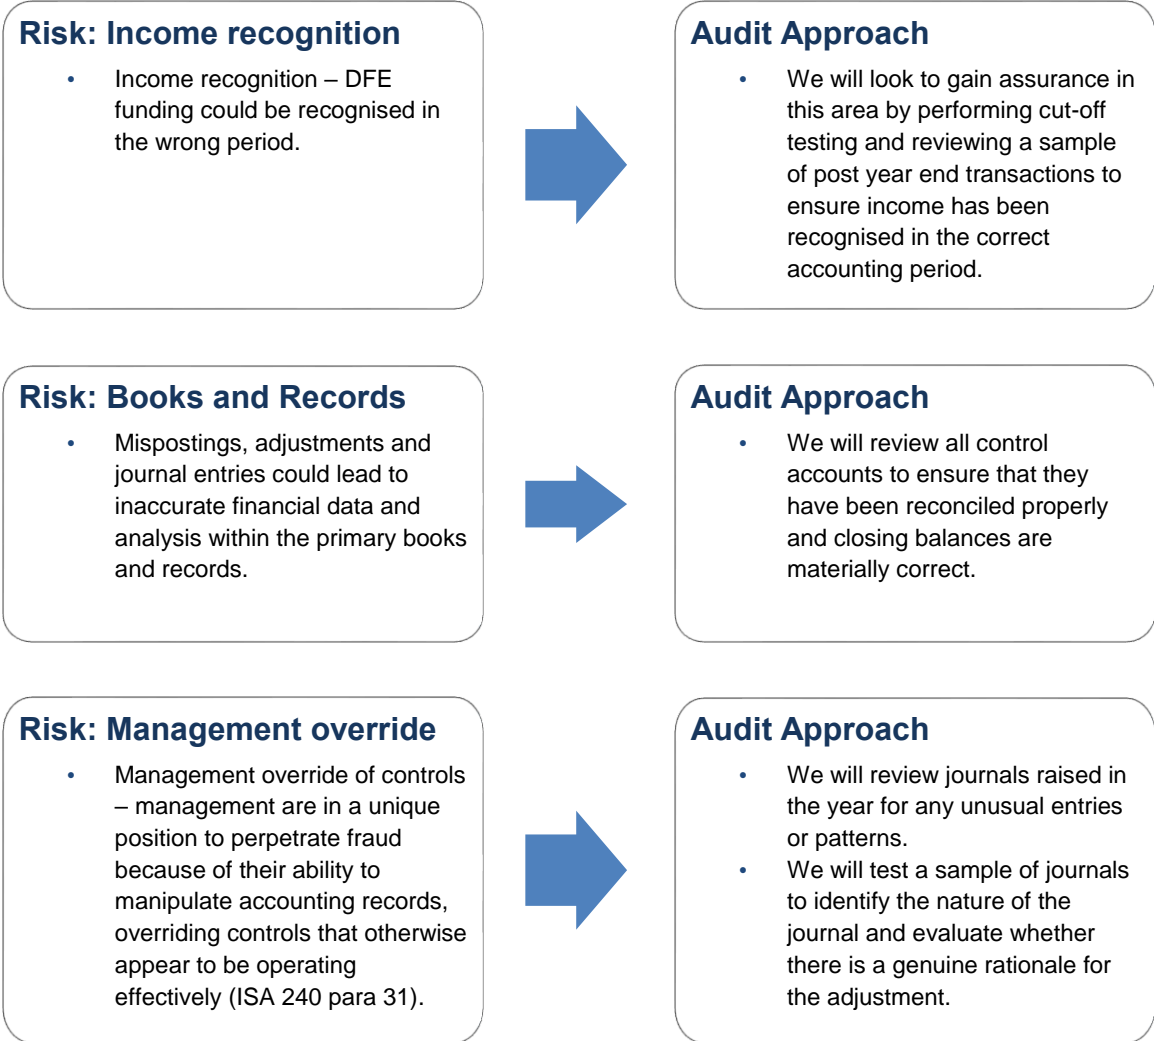 Risk: Income recognition
• Income recognition – DFE
funding could be recognised in
the wrong period.
Audit Approach
• We will look to gain assurance in
this area by performing cut-off
testing and reviewing a sample
of post year end transactions to
ensure income has been
recognised in the correct
accounting period.
Risk: Books and Records
• Mispostings, adjustments and
journal entries could lead to
inaccurate financial data and
analysis within the primary books
and records.
Audit Approach
• We will review all control
accounts to ensure that they
have been reconciled properly
and closing balances are
materially correct.
Risk: Management override
• Management override of controls
– management are in a unique
position to perpetrate fraud
because of their ability to
manipulate accounting records,
overriding controls that otherwise
appear to be operating
effectively (ISA 240 para 31).
Audit Approach
• We will review journals raised in
the year for any unusual entries
or patterns.
• We will test a sample of journals
to identify the nature of the
journal and evaluate whether
there is a genuine rationale for
the adjustment.